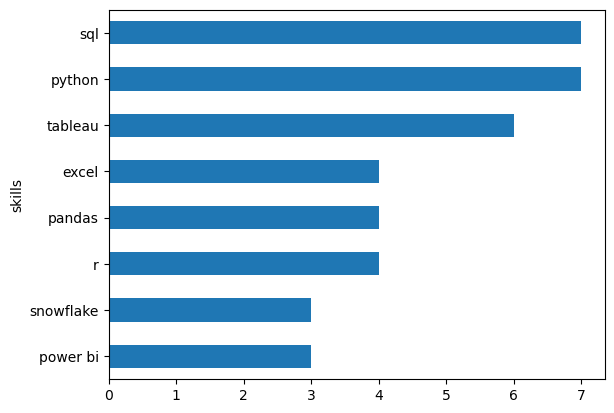 skills
sql
python
tableau
excel
pandas
r
snowflake
power bi
0 1 2 3 4 5 6 7